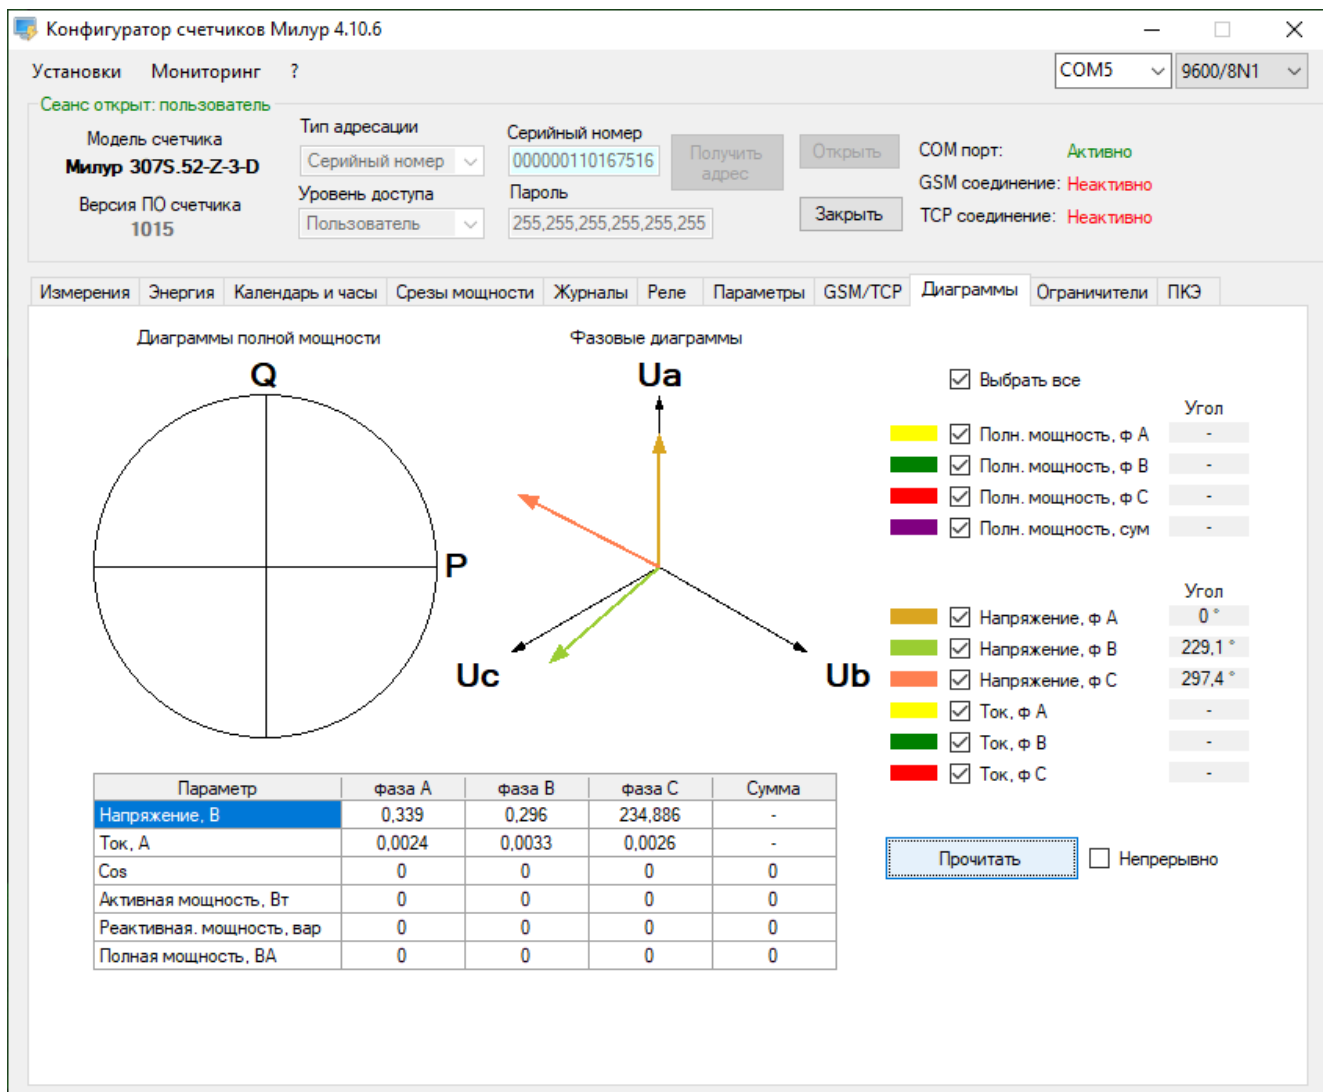 Конфигуратор счетчиков Милур 4.10.6
Установки Мониторинг ? COM5 9600/8N1
Сеанс открыт: пользователь
Модель счетчика
Милур 307S.52-Z-3-D
Версия ПО счетчика
1015
Тип адресации
Серийный номер
Уровень доступа
Пользователь
Серийный номер
000000110167516
Пароль
255,255,255,255,255,255
Получить
адрес
Открыть
Закрыть
COM порт: Активно
GSM соединение: Неактивно
TCP соединение: Неактивно
Измерения Энергия Календарь и часы Срезы мощности Журналы Реле Параметры GSM/TCP Диаграммы Ограничители ПКЭ
Диаграммы полной мощности
Q
P
Фазовые диаграммы
Ua
Uc
Ub
Выбрать все
Угол
Полн. мощность, ф A -
Полн. мощность, ф B -
Полн. мощность, ф C -
Полн. мощность, сум -
Угол
Напряжение, ф A 0 °
Напряжение, ф B 229,1 °
Напряжение, ф C 297,4 °
Ток, ф A -
Ток, ф B -
Ток, ф C -
Параметр фаза A фаза B фаза C Сумма
Напряжение, В 0,339 0,296 234,886 -
Ток, А 0,0024 0,0033 0,0026 -
Cos 0 0 0 0
Активная мощность, Вт 0 0 0 0
Реактивная. мощность, вар 0 0 0 0
Полная мощность, ВА 0 0 0 0
Прочитать Непрерывно